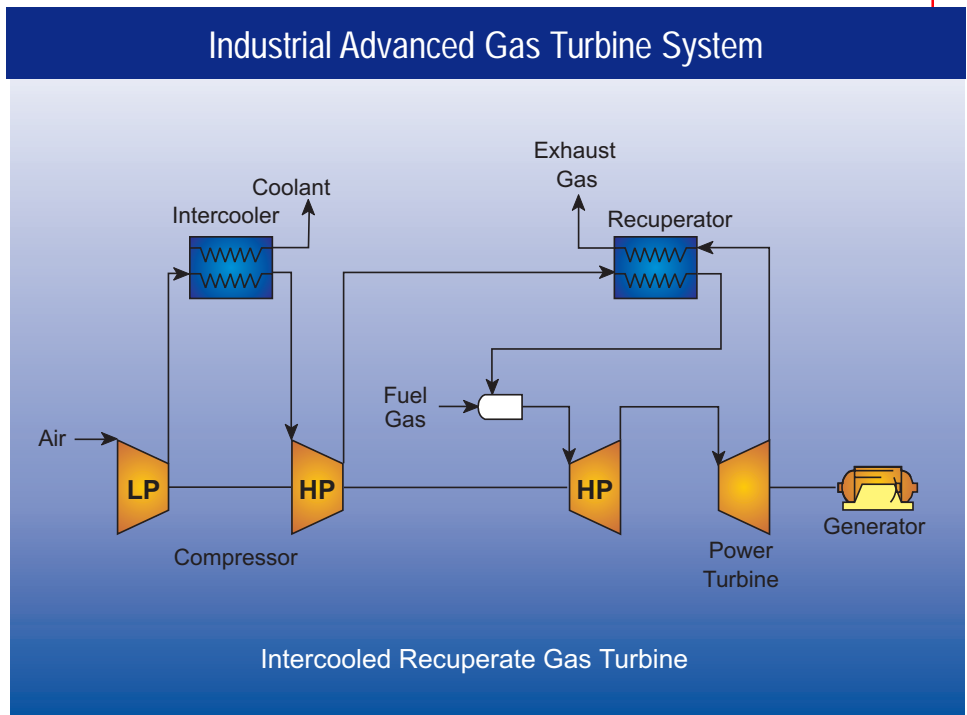 Industrial Advanced Gas Turbine System
Exhaust
Gas
Coolant
Intercooler
Recuperator
Fuel
Gas
Air
LP
HP
HP
Generator
Compressor
Power
Turbine
Intercooled Recuperate Gas Turbine